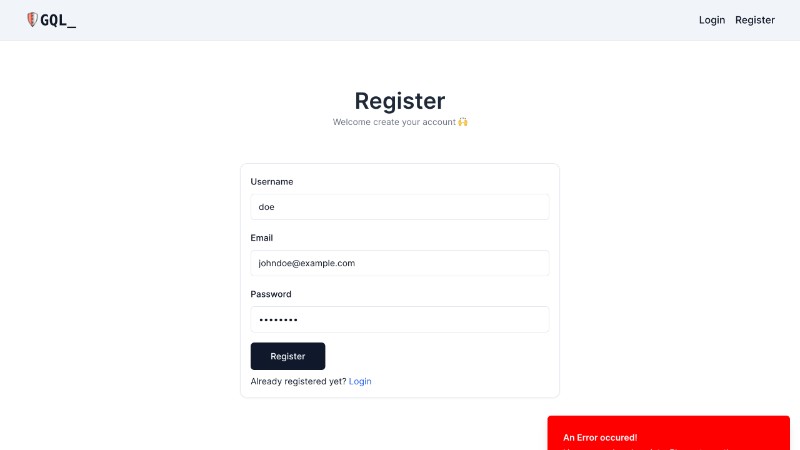 GQL_
Login Register
Register
Welcome create your account 🙌
Username
doe
Email
johndoe@example.com
Password
••••••••
Register
Already registered yet? Login
An Error occured!